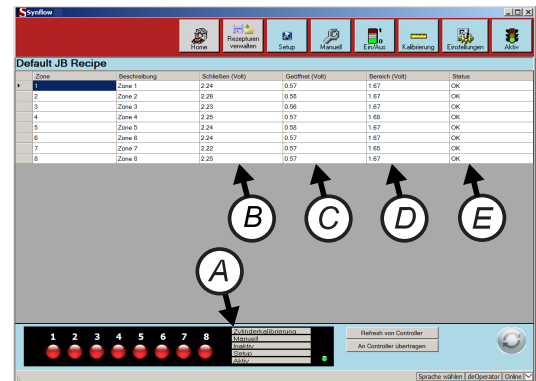 Synflow
Home
Rezepturen verwalten
Setup
Manuell
Ein/Aus
Kalibrierung
Einstellungen
Aktiv
Default JB Recipe
Zone Beschreibung Schließen (Volt) Geöffnet (Volt) Bereich (Volt) Status
1 Zone 1 2.24 0.57 1.67 OK
2 Zone 2 2.26 0.58 1.67 OK
3 Zone 3 2.23 0.56 1.67 OK
4 Zone 4 2.25 0.57 1.68 OK
5 Zone 5 2.24 0.58 1.67 OK
6 Zone 6 2.24 0.57 1.67 OK
7 Zone 7 2.22 0.57 1.65 OK
8 Zone 8 2.25 0.57 1.67 OK
B C D E
A
1 2 3 4 5 6 7 8
Zylinderkalibrierung
Manuell
Inaktiv
Setup
Aktiv
Refresh von Controller
An Controller übertragen
Sprache wählen deOperator Online